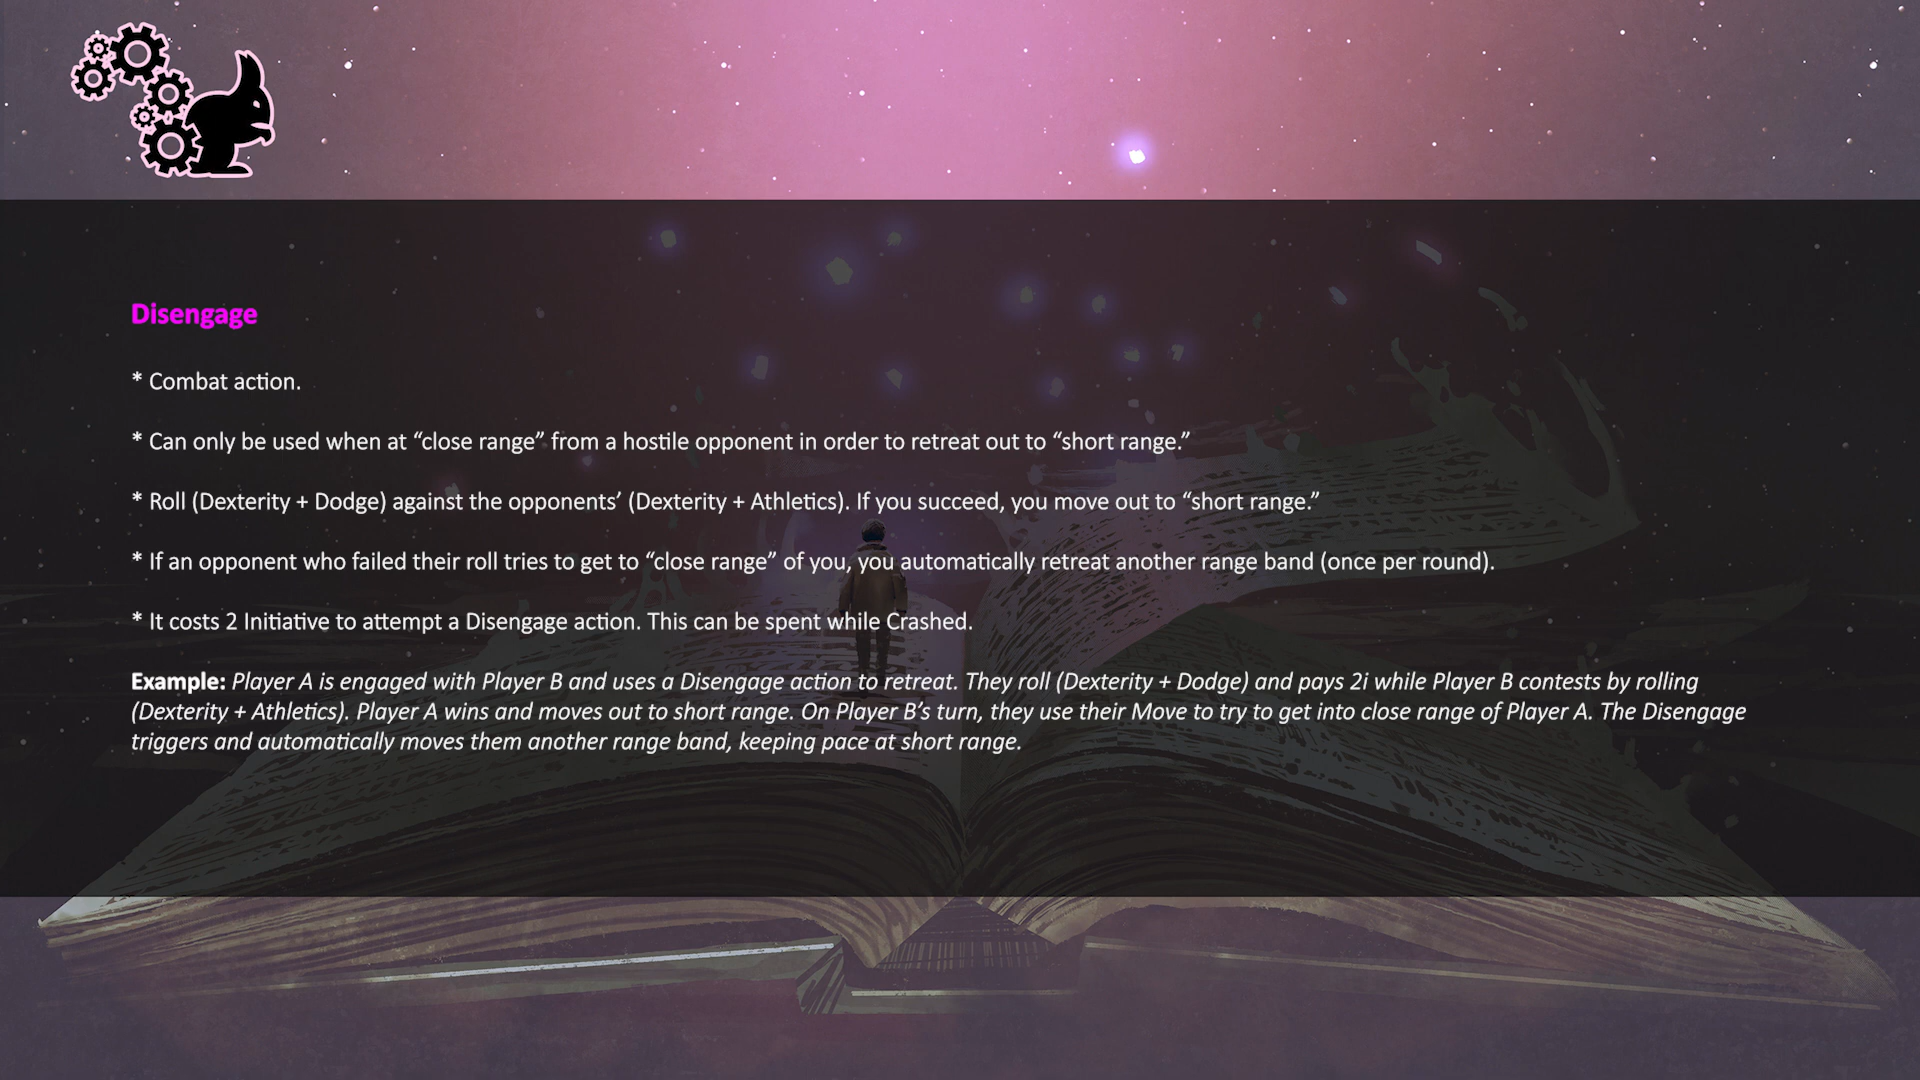 Disengage
* Combat action.
* Can only be used when at “close range” from a hostile opponent in order to retreat out to “short range.”
* Roll (Dexterity + Dodge) against the opponents’ (Dexterity + Athletics). If you succeed, you move out to “short range.”
* If an opponent who failed their roll tries to get to “close range” of you, you automatically retreat another range band (once per round).
* It costs 2 Initiative to attempt a Disengage action. This can be spent while Crashed.
Example: Player A is engaged with Player B and uses a Disengage action to retreat. They roll (Dexterity + Dodge) and pays 2i while Player B contests by rolling
(Dexterity + Athletics). Player A wins and moves out to short range. On Player B’s turn, they use their Move to try to get into close range of Player A. The Disengage
triggers and automatically moves them another range band, keeping pace at short range.